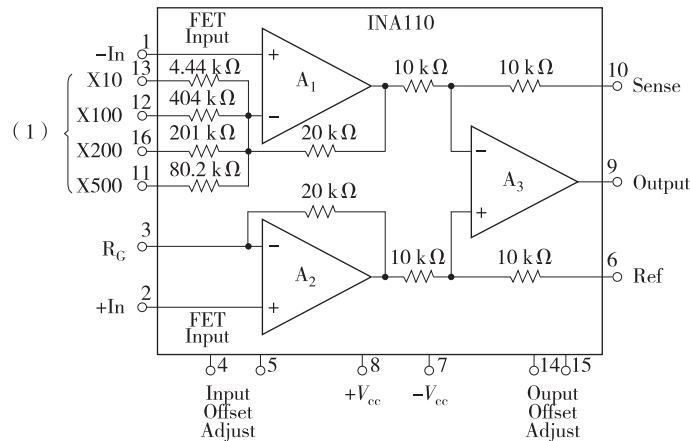 FET
Input
INA110
-In
1
13
X10
4.44 kΩ
12
X100
404 kΩ
16
X200
201 kΩ
11
X500
80.2 kΩ
(1)
+
A1
−
20 kΩ
10 kΩ
10 kΩ
10
Sense
−
A3
+
9
Output
3
RG
20 kΩ
−
A2
+
10 kΩ
10 kΩ
6
Ref
2
+In
FET
Input
4
5
8
7
14
15
Input
Offset
Adjust
+Vcc
−Vcc
Ouput
Offset
Adjust